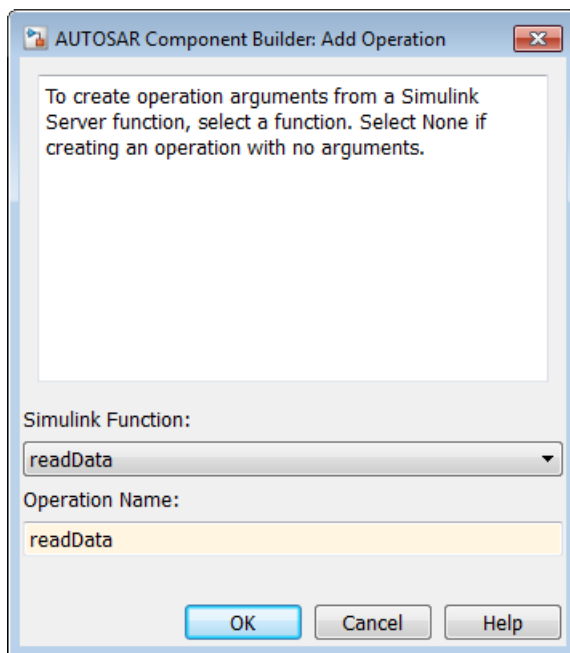 AUTOSAR Component Builder: Add Operation
To create operation arguments from a Simulink
Server function, select a function. Select None if
creating an operation with no arguments.
Simulink Function:
readData
Operation Name:
readData
OK Cancel Help